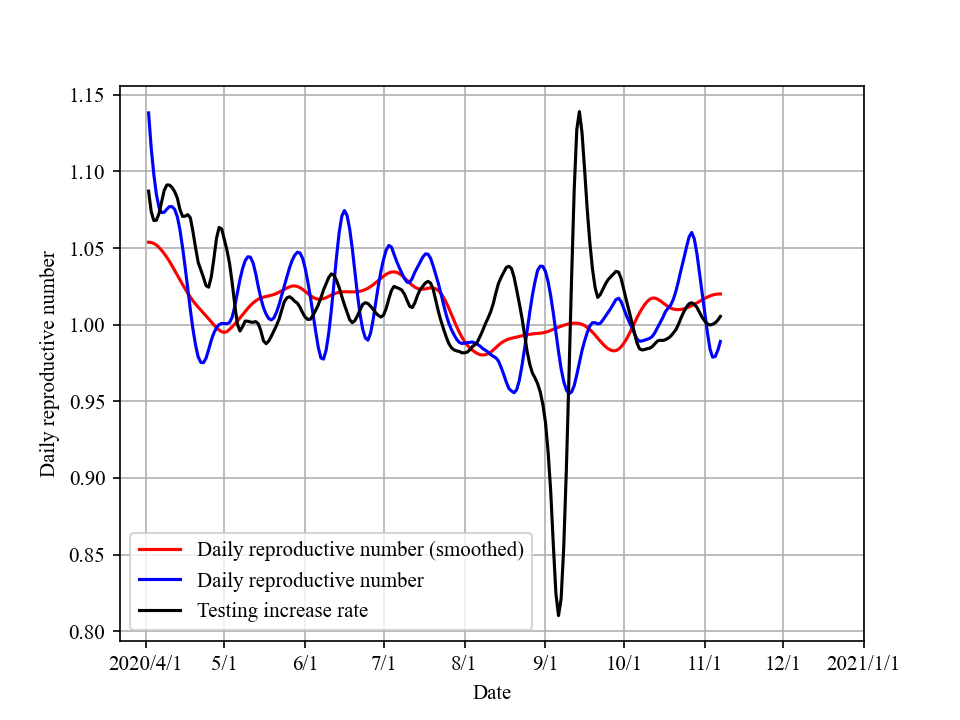 1.15
1.10
1.05
1.00
0.95
0.90
0.85
0.80
Daily reproductive number
Daily reproductive number (smoothed)
Daily reproductive number
Testing increase rate
2020/4/1 5/1 6/1 7/1 8/1 9/1 10/1 11/1 12/1 2021/1/1
Date